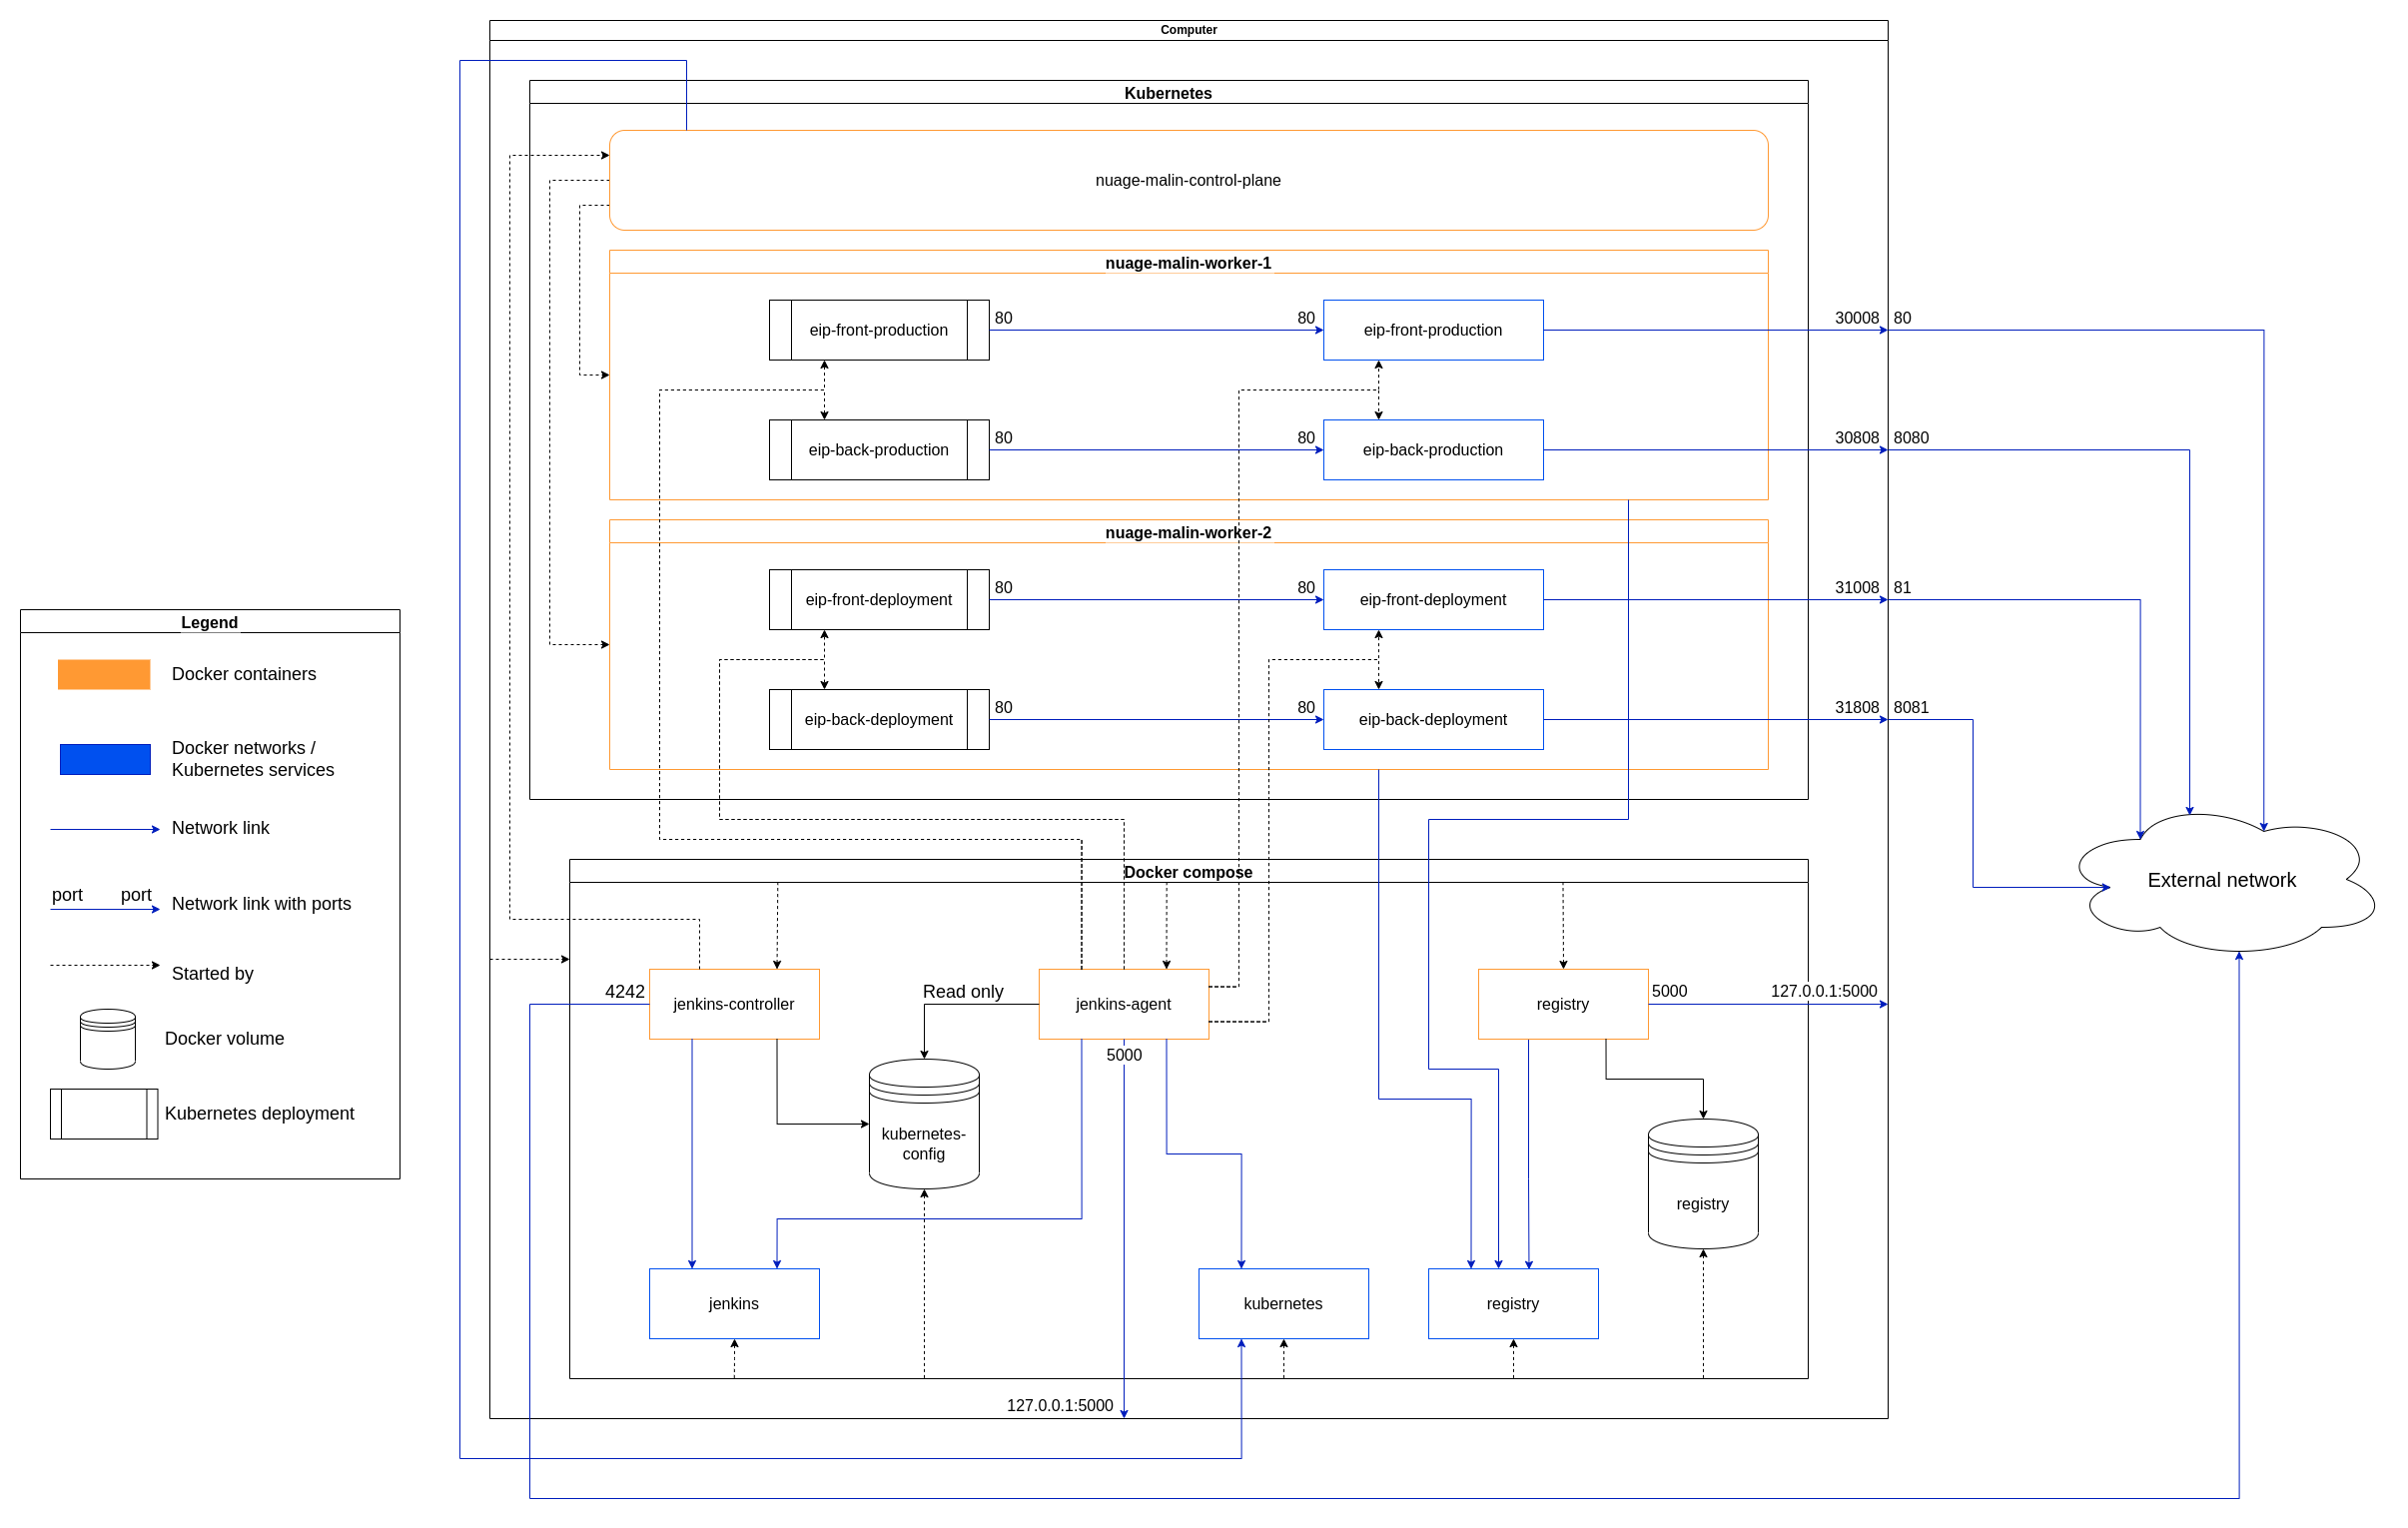 Computer
Kubernetes
nuage-malin-control-plane
nuage-malin-worker-1
eip-front-production
80
80
eip-front-production
30008
80
eip-back-production
80
80
eip-back-production
30808
8080
nuage-malin-worker-2
eip-front-deployment
80
80
eip-front-deployment
31008
81
eip-back-deployment
80
80
eip-back-deployment
31808
8081
Legend
Docker containers
Docker networks /
Kubernetes services
Network link
port
port
Network link with ports
Started by
Docker volume
Kubernetes deployment
External network
Docker compose
4242
jenkins-controller
Read only
jenkins-agent
5000
registry
5000
127.0.0.1:5000
kubernetes-
config
registry
jenkins
kubernetes
registry
127.0.0.1:5000